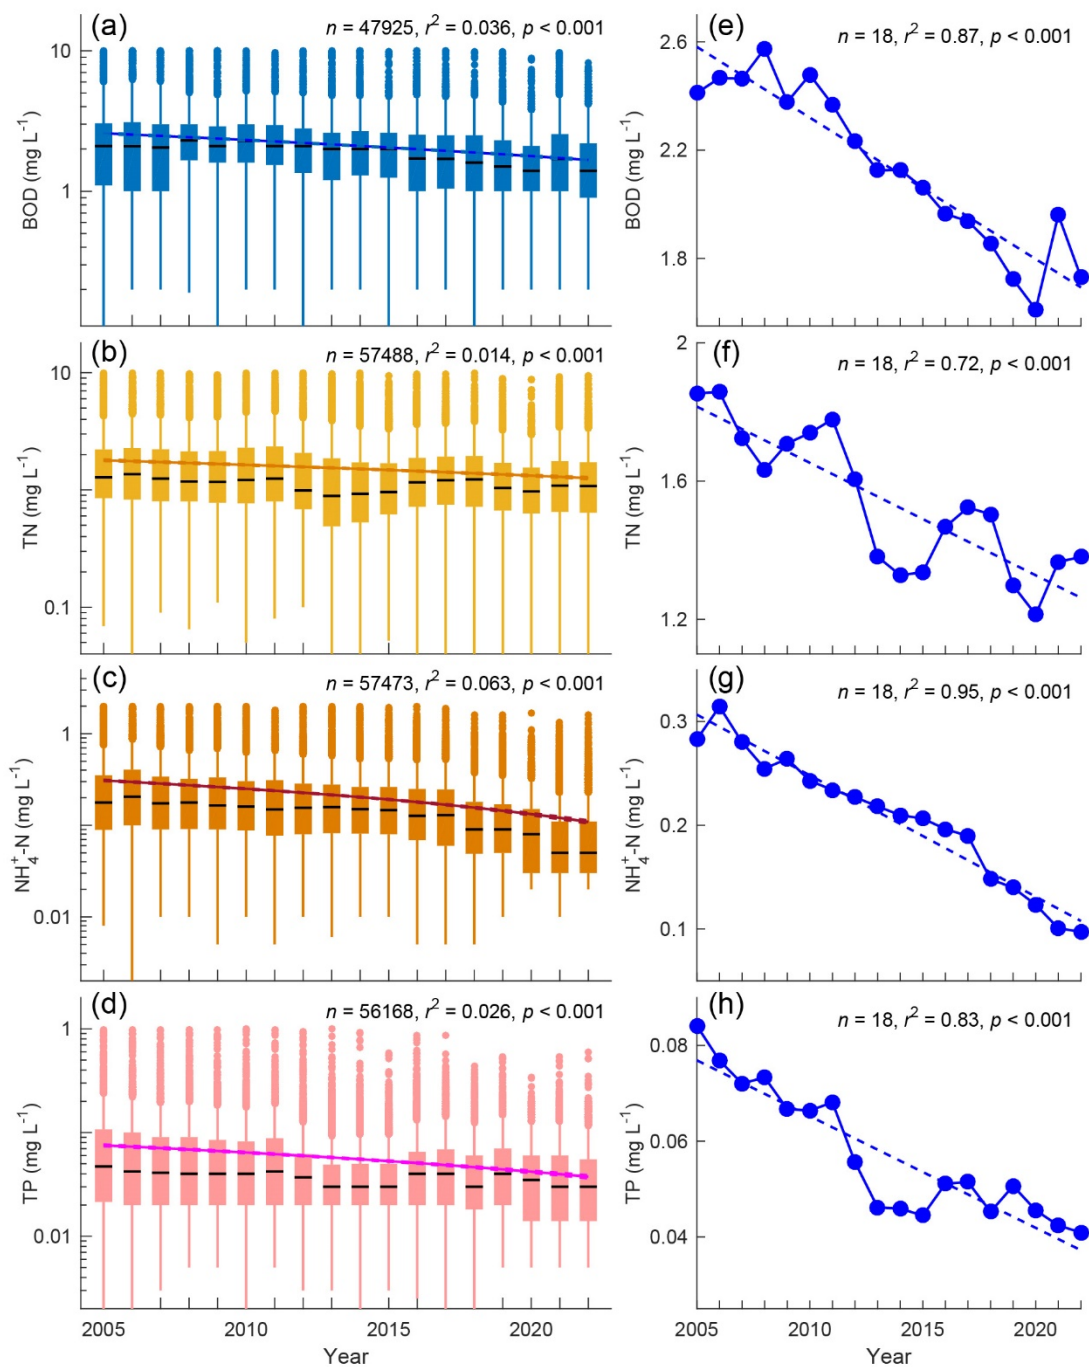 (a)
n = 47925, r² = 0.036, p < 0.001
10
1
BOD (mg L⁻¹)
(e)
n = 18, r² = 0.87, p < 0.001
2.6
2.2
1.8
BOD (mg L⁻¹)
(b)
n = 57488, r² = 0.014, p < 0.001
10
1
0.1
TN (mg L⁻¹)
(f)
n = 18, r² = 0.72, p < 0.001
2
1.6
1.2
TN (mg L⁻¹)
(c)
n = 57473, r² = 0.063, p < 0.001
1
0.01
NH₄⁺-N (mg L⁻¹)
(g)
n = 18, r² = 0.95, p < 0.001
0.3
0.2
0.1
NH₄⁺-N (mg L⁻¹)
(d)
n = 56168, r² = 0.026, p < 0.001
1
0.01
TP (mg L⁻¹)
2005 2010 2015 2020
Year
(h)
n = 18, r² = 0.83, p < 0.001
0.08
0.06
0.04
TP (mg L⁻¹)
2005 2010 2015 2020
Year